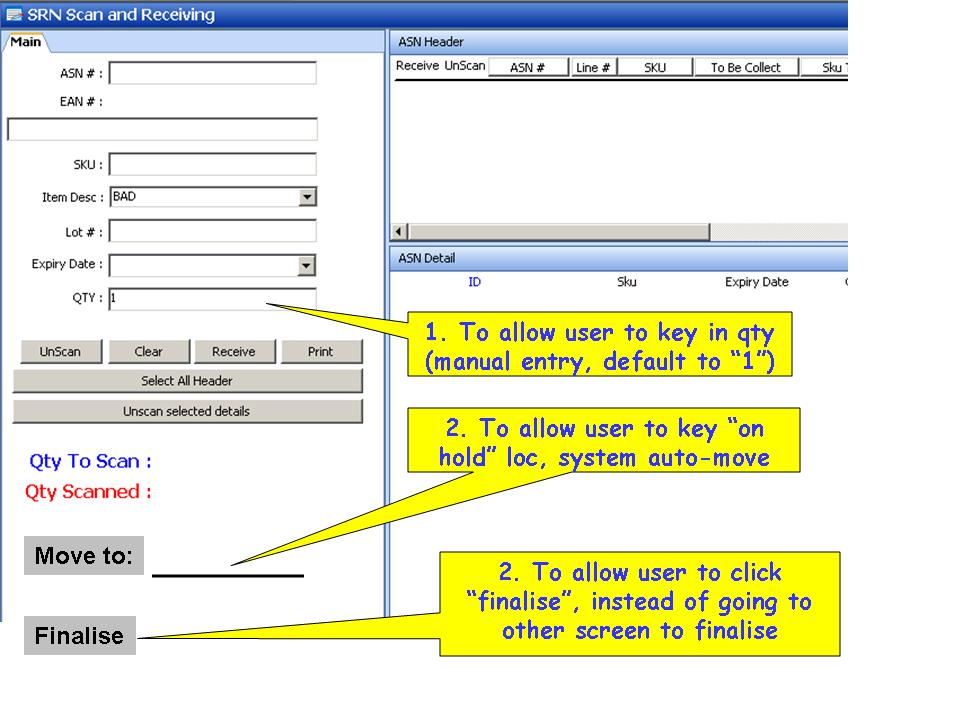 SRN Scan and Receiving
Main
ASN # :
EAN # :
SKU :
Item Desc : BAD
Lot # :
Expiry Date :
QTY : 1
UnScan Clear Receive Print
Select All Header
Unscan selected details
Qty To Scan :
Qty Scanned :
Move to:
Finalise
ASN Header
Receive UnScan ASN # Line # SKU To Be Collect Sku
ASN Detail
ID Sku Expiry Date
1. To allow user to key in qty
(manual entry, default to “1”)
2. To allow user to key “on
hold” loc, system auto-move
2. To allow user to click
“finalise”, instead of going to
other screen to finalise